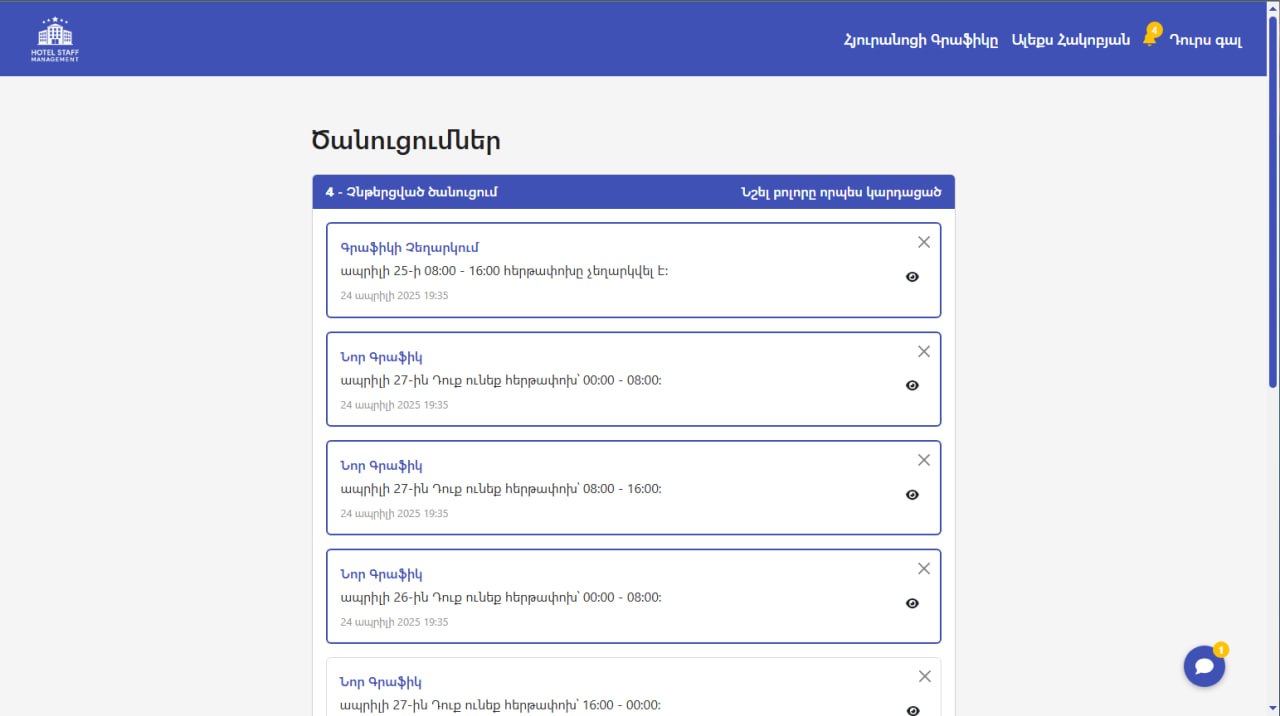 HOTEL STAFF
MANAGEMENT
Հյուրանոցի Գրաֆիկը Ալեքս Հակոբյան 4 Դուրս գալ
Ծանուցումներ
4 - Չնթերցված ծանուցում Նշել բոլորը որպես կարդացած
Գրաֆիկի Չեղարկում
ապրիլի 25-ի 08:00 - 16:00 հերթափոխը չեղարկվել է:
24 ապրիլի 2025 19:35
Նոր Գրաֆիկ
ապրիլի 27-ին Դուք ունեք հերթափոխ՝ 00:00 - 08:00:
24 ապրիլի 2025 19:35
Նոր Գրաֆիկ
ապրիլի 27-ին Դուք ունեք հերթափոխ՝ 08:00 - 16:00:
24 ապրիլի 2025 19:35
Նոր Գրաֆիկ
ապրիլի 26-ին Դուք ունեք հերթափոխ՝ 00:00 - 08:00:
24 ապրիլի 2025 19:35
Նոր Գրաֆիկ
ապրիլի 27-ին Դուք ունեք հերթափոխ՝ 16:00 - 00:00:
1